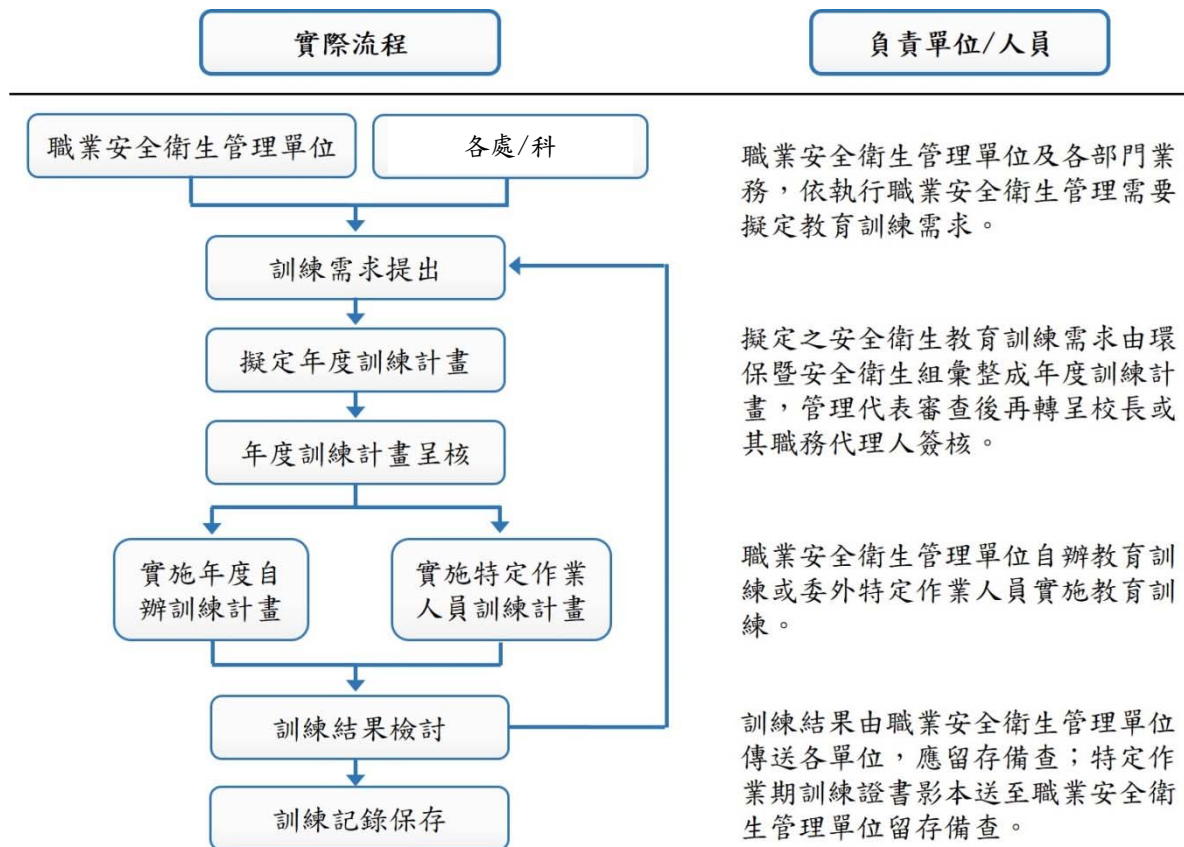 實際流程
負責單位/人員
職業安全衛生管理單位
各處/科
職業安全衛生管理單位及各部門業
務，依執行職業安全衛生管理需要
擬定教育訓練需求。
訓練需求提出
擬定年度訓練計畫
擬定之安全衛生教育訓練需求由環
保暨安全衛生組彙整成年度訓練計
畫，管理代表審查後再轉呈校長或
其職務代理人簽核。
年度訓練計畫呈核
實施年度自
辦訓練計畫
實施特定作業
人員訓練計畫
職業安全衛生管理單位自辦教育訓
練或委外特定作業人員實施教育訓
練。
訓練結果檢討
訓練結果由職業安全衛生管理單位
傳送各單位，應留存備查；特定作
業期訓練證書影本送至職業安全衛
生管理單位留存備查。
訓練記錄保存